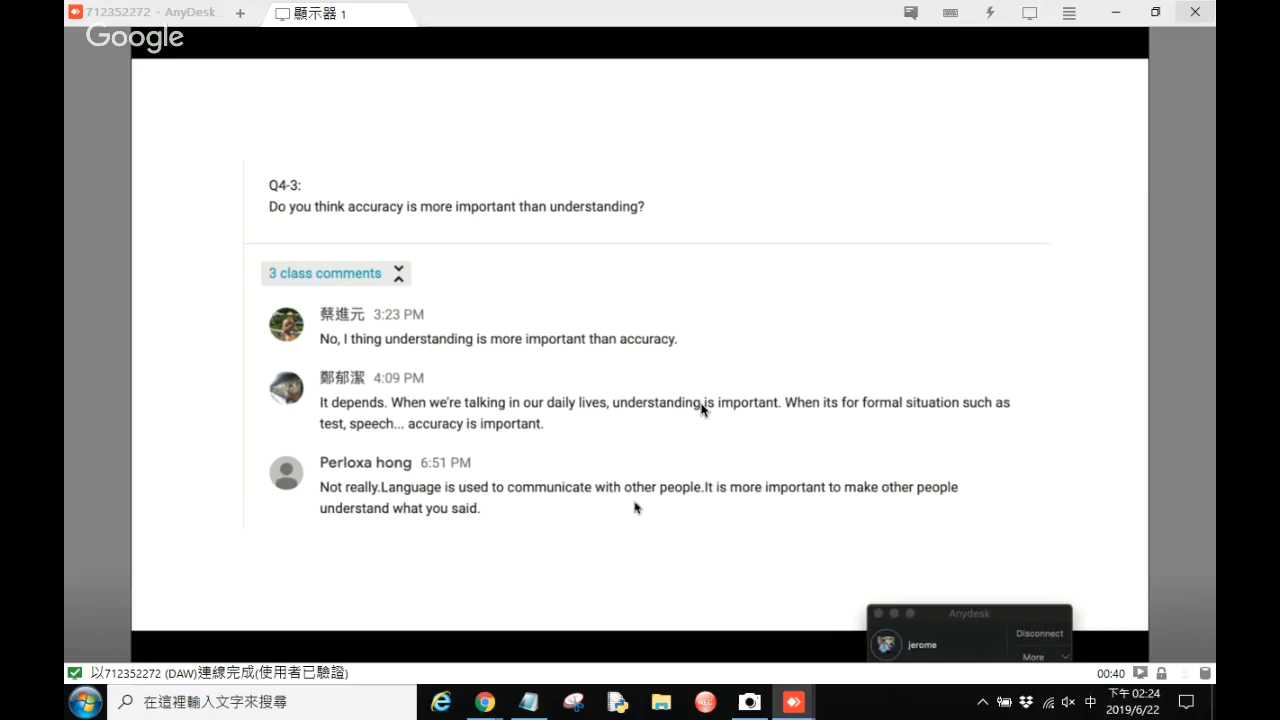 712352272 - AnyDesk
顯示器 1
Google
Q4-3:
Do you think accuracy is more important than understanding?
3 class comments
蔡進元 3:23 PM
No, I thing understanding is more important than accuracy.
鄭郁潔 4:09 PM
It depends. When we're talking in our daily lives, understanding is important. When its for formal situation such as
test, speech... accuracy is important.
Perloxa hong 6:51 PM
Not really.Language is used to communicate with other people.It is more important to make other people
understand what you said.
Anydesk
jerome
Disconnect
More
以712352272 (DAW)連線完成(使用者已驗證)
00:40
在這裡輸入文字來搜尋
REC
中
下午 02:24
2019/6/22